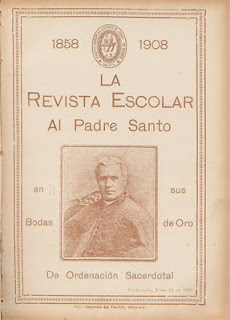 1858 1908
LA
REVISTA ESCOLAR
Al Padre Santo
en sus
Bodas de Oro
De Ordenación Sacerdotal